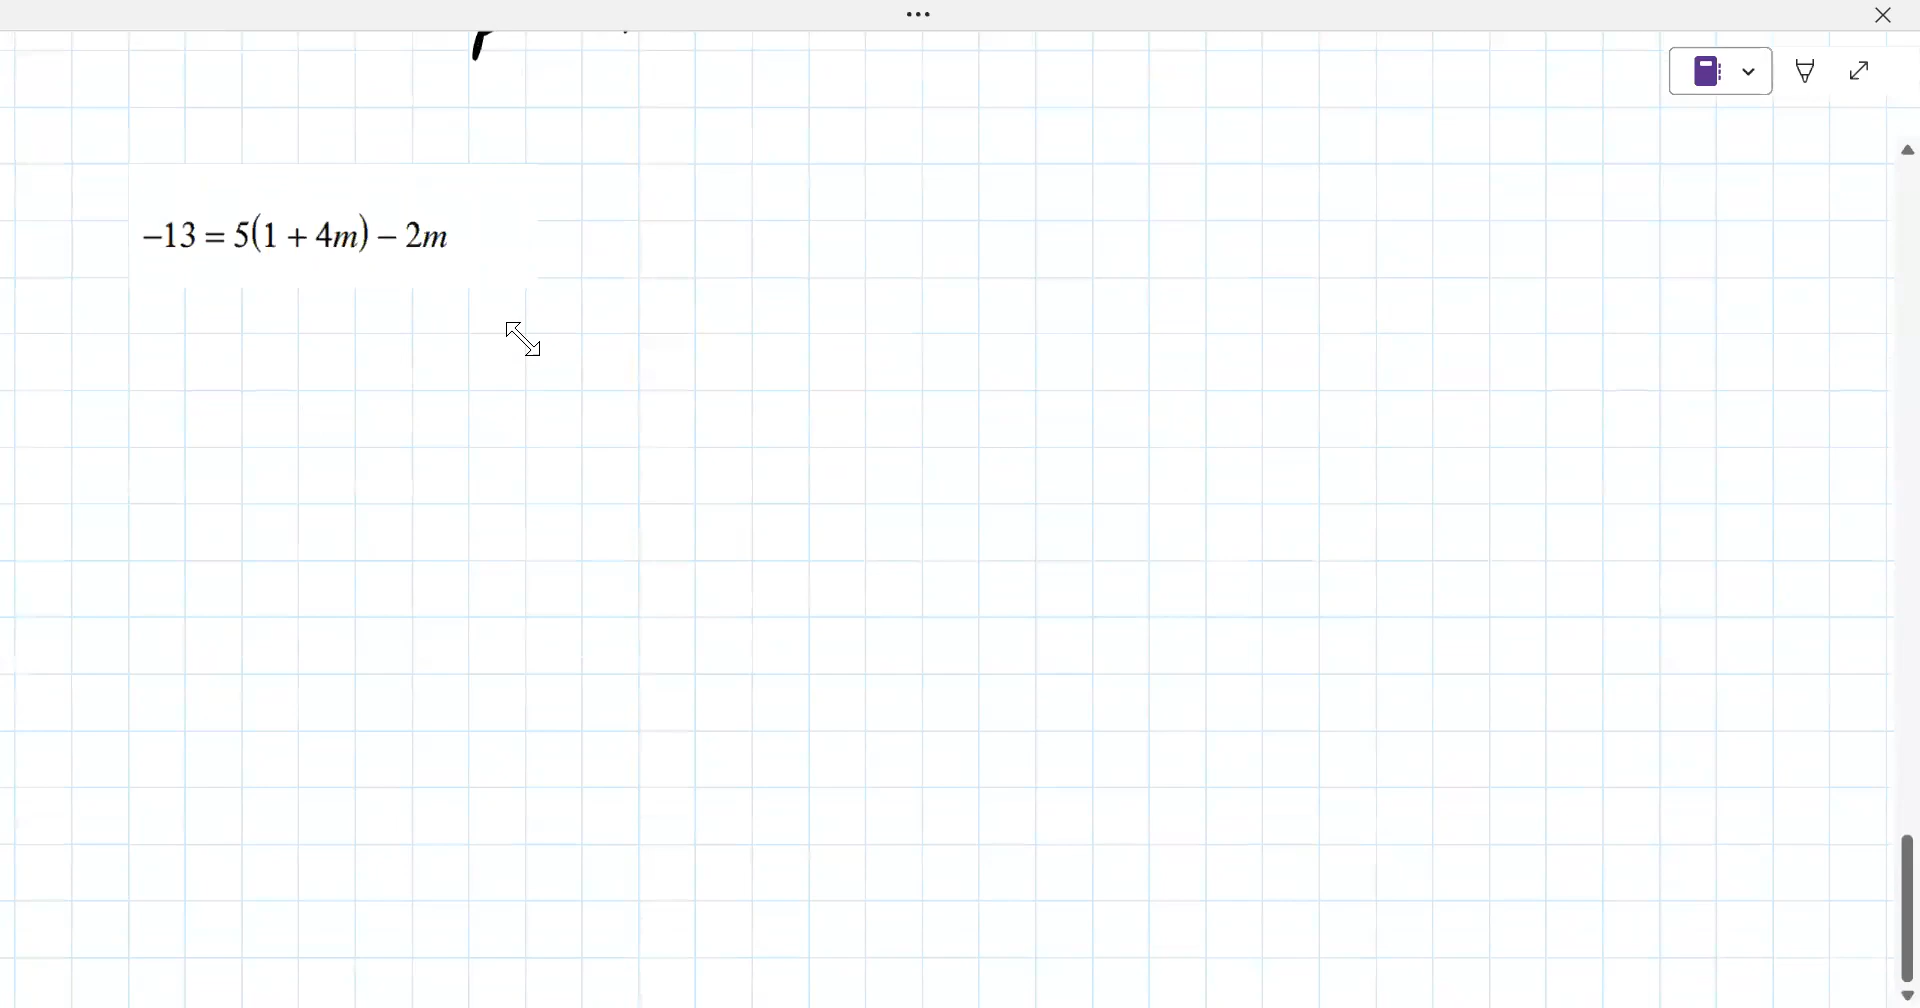 −13 = 5(1 + 4m) − 2m